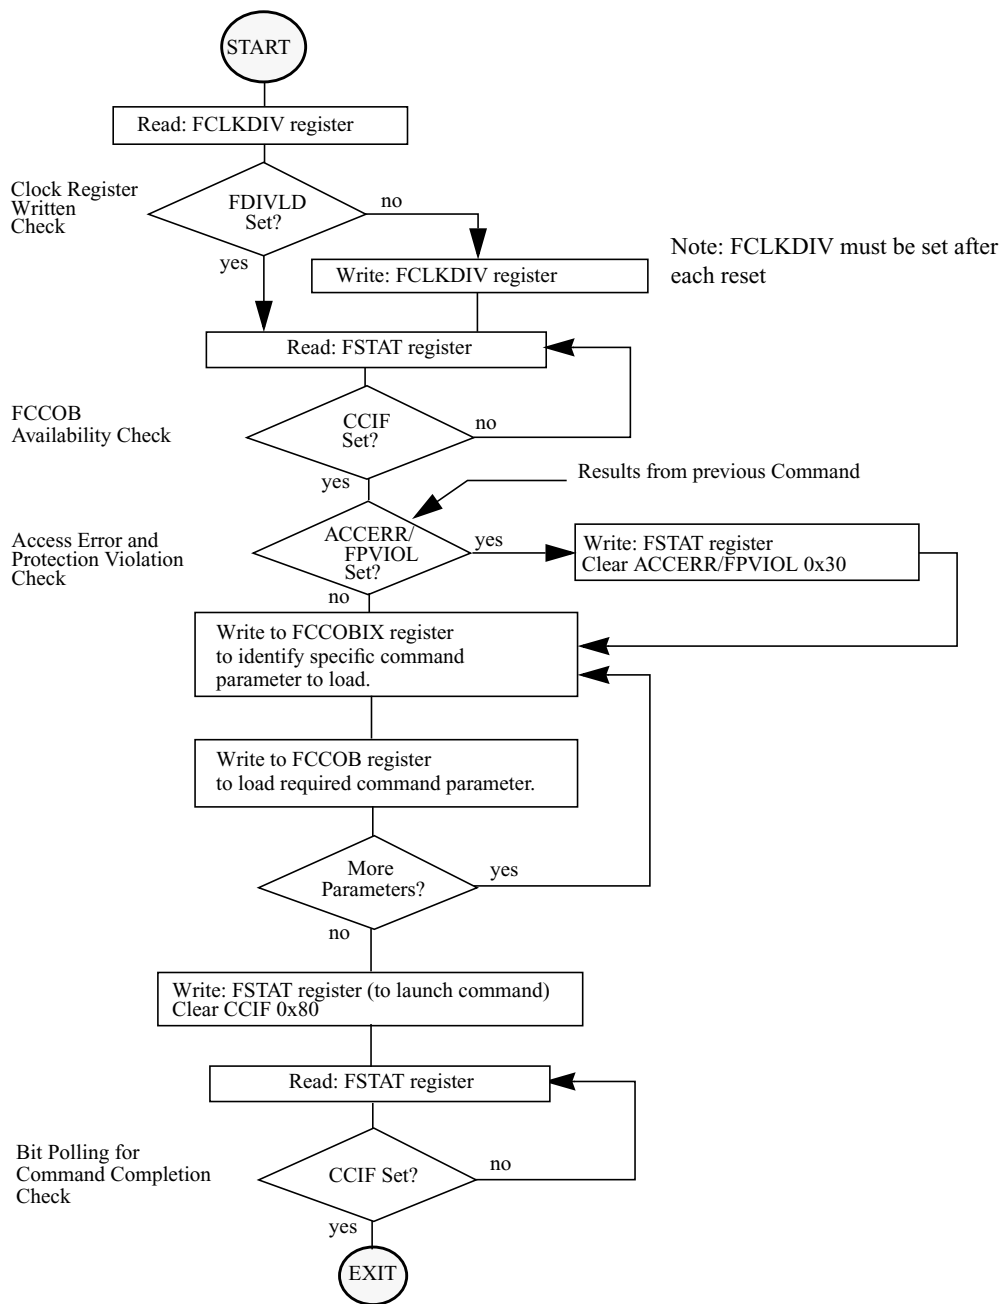 START
Read: FCLKDIV register
Clock Register
Written
Check
FDIVLD
Set?
no
yes
Note: FCLKDIV must be set after
each reset
Write: FCLKDIV register
Read: FSTAT register
FCCOB
Availability Check
CCIF
Set?
no
yes
Results from previous Command
Access Error and
Protection Violation
Check
ACCERR/
FPVIOL
Set?
yes
no
Write: FSTAT register
Clear ACCERR/FPVIOL 0x30
Write to FCCOBIX register
to identify specific command
parameter to load.
Write to FCCOB register
to load required command parameter.
More
Parameters?
yes
no
Write: FSTAT register (to launch command)
Clear CCIF 0x80
Read: FSTAT register
Bit Polling for
Command Completion
Check
CCIF Set?
no
yes
EXIT